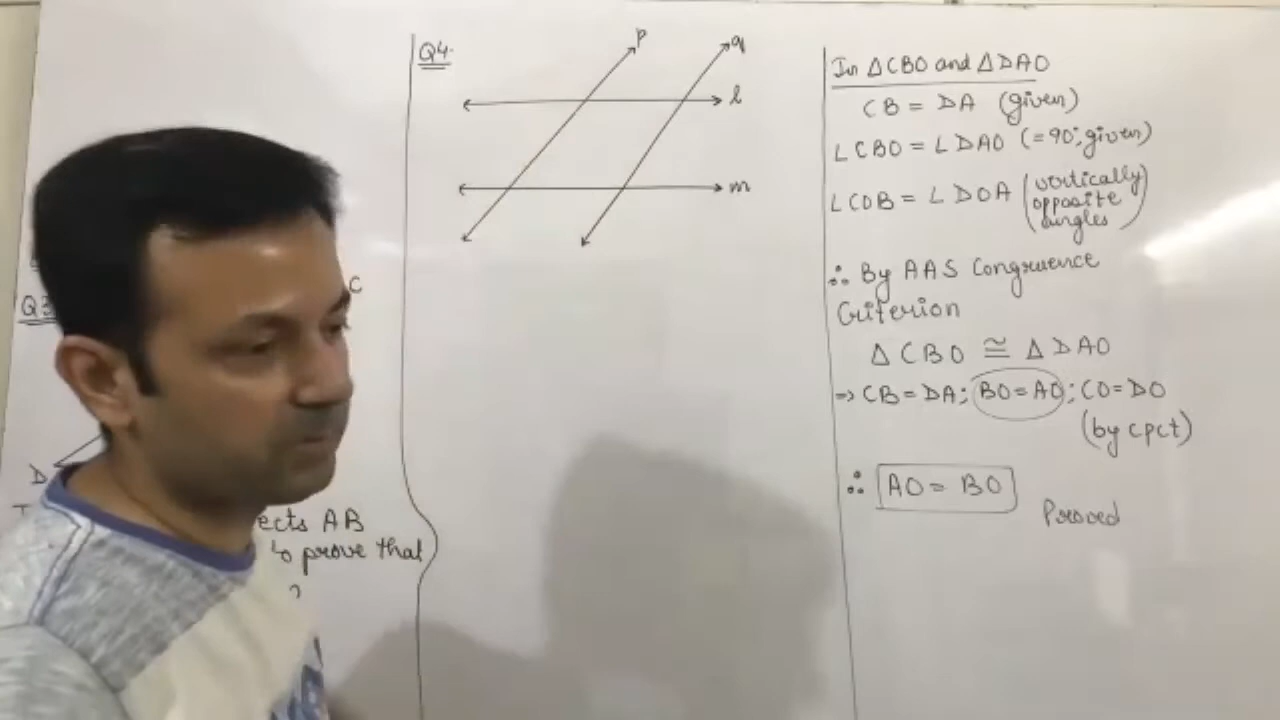 Q3
C
D
ects AB
to prove that
Q4.
p
q
l
m
In ΔCBO and ΔDAO
CB = DA (given)
∠CBO = ∠DAO (=90°, given)
∠COB = ∠DOA (vertically
opposite
angles)
∴ By AAS Congruence
Criterion
Δ CBO ≅ Δ DAO
⇒ CB = DA; BO = AO; CO = DO
(by cpct)
∴ AO = BO
Proved